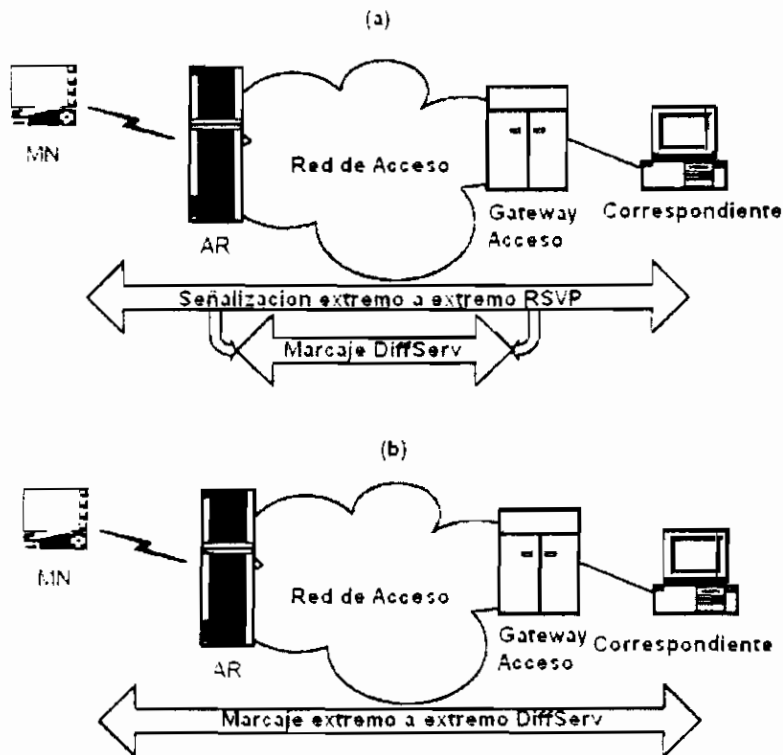 (a)
MN
AR
Red de Acceso
Gateway
Acceso
Correspondiente
Señalizacion extremo a extremo RSVP
Marcaje DiffServ
(b)
MN
AR
Red de Acceso
Gateway
Acceso
Correspondiente
Marcaje extremo a extremo DiffServ